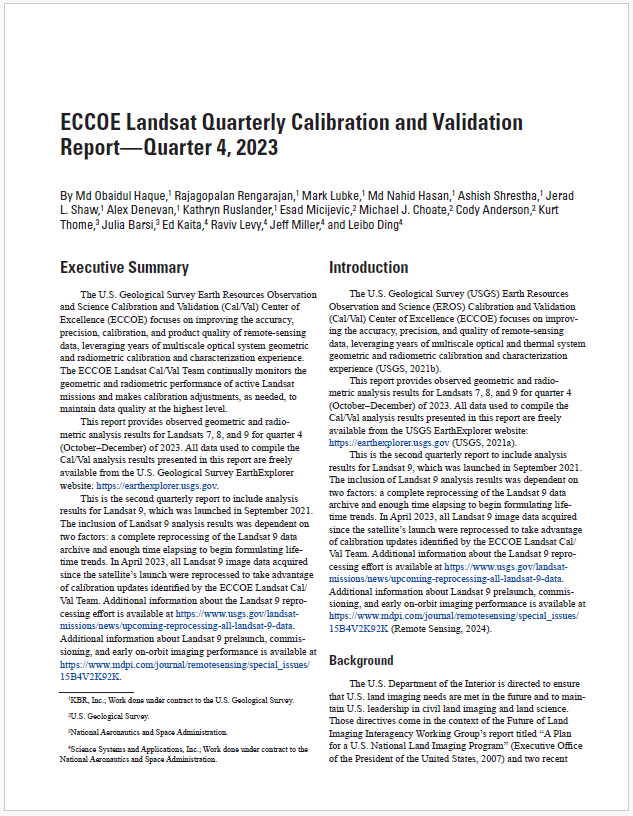 ECCOE Landsat Quarterly Calibration and Validation
Report—Quarter 4, 2023
By Md Obaidul Haque,¹ Rajagopalan Rengarajan,¹ Mark Lubke,¹ Md Nahid Hasan,¹ Ashish Shrestha,¹ Jerad
L. Shaw,¹ Alex Denevan,¹ Kathryn Ruslander,¹ Esad Micijevic,² Michael J. Choate,² Cody Anderson,² Kurt
Thome,³ Julia Barsi,³ Ed Kaita,⁴ Raviv Levy,⁴ Jeff Miller,⁴ and Leibo Ding⁴
Executive Summary
The U.S. Geological Survey Earth Resources Observation
and Science Calibration and Validation (Cal/Val) Center of
Excellence (ECCOE) focuses on improving the accuracy,
precision, calibration, and product quality of remote-sensing
data, leveraging years of multiscale optical system geometric
and radiometric calibration and characterization experience.
The ECCOE Landsat Cal/Val Team continually monitors the
geometric and radiometric performance of active Landsat
missions and makes calibration adjustments, as needed, to
maintain data quality at the highest level.
This report provides observed geometric and radio-
metric analysis results for Landsats 7, 8, and 9 for quarter 4
(October–December) of 2023. All data used to compile the
Cal/Val analysis results presented in this report are freely
available from the U.S. Geological Survey EarthExplorer
website: https://earthexplorer.usgs.gov.
This is the second quarterly report to include analysis
results for Landsat 9, which was launched in September 2021.
The inclusion of Landsat 9 analysis results was dependent on
two factors: a complete reprocessing of the Landsat 9 data
archive and enough time elapsing to begin formulating life-
time trends. In April 2023, all Landsat 9 image data acquired
since the satellite's launch were reprocessed to take advantage
of calibration updates identified by the ECCOE Landsat Cal/
Val Team. Additional information about the Landsat 9 repro-
cessing effort is available at https://www.usgs.gov/landsat-
missions/news/upcoming-reprocessing-all-landsat-9-data.
Additional information about Landsat 9 prelaunch, commis-
sioning, and early on-orbit imaging performance is available at
https://www.mdpi.com/journal/remotesensing/special_issues/
15B4V2K92K.
¹KBR, Inc.; Work done under contract to the U.S. Geological Survey.
²U.S. Geological Survey.
³National Aeronautics and Space Administration.
⁴Science Systems and Applications, Inc.; Work done under contract to the
National Aeronautics and Space Administration.
Introduction
The U.S. Geological Survey (USGS) Earth Resources
Observation and Science (EROS) Calibration and Validation
(Cal/Val) Center of Excellence (ECCOE) focuses on improv-
ing the accuracy, precision, and quality of remote-sensing
data, leveraging years of multiscale optical and thermal system
geometric and radiometric calibration and characterization
experience (USGS, 2021b).
This report provides observed geometric and radio-
metric analysis results for Landsats 7, 8, and 9 for quarter 4
(October–December) of 2023. All data used to compile the
Cal/Val analysis results presented in this report are freely
available from the USGS EarthExplorer website:
https://earthexplorer.usgs.gov (USGS, 2021a).
This is the second quarterly report to include analysis
results for Landsat 9, which was launched in September 2021.
The inclusion of Landsat 9 analysis results was dependent on
two factors: a complete reprocessing of the Landsat 9 data
archive and enough time elapsing to begin formulating life-
time trends. In April 2023, all Landsat 9 image data acquired
since the satellite's launch were reprocessed to take advantage
of calibration updates identified by the ECCOE Landsat Cal/
Val Team. Additional information about the Landsat 9 repro-
cessing effort is available at https://www.usgs.gov/landsat-
missions/news/upcoming-reprocessing-all-landsat-9-data.
Additional information about Landsat 9 prelaunch, commis-
sioning, and early on-orbit imaging performance is available at
https://www.mdpi.com/journal/remotesensing/special_issues/
15B4V2K92K (Remote Sensing, 2024).
Background
The U.S. Department of the Interior is directed to ensure
that U.S. land imaging needs are met in the future and to main-
tain U.S. leadership in civil land imaging and land science.
Those directives come in the context of the Future of Land
Imaging Interagency Working Group's report titled “A Plan
for a U.S. National Land Imaging Program” (Executive Office
of the President of the United States, 2007) and two recent